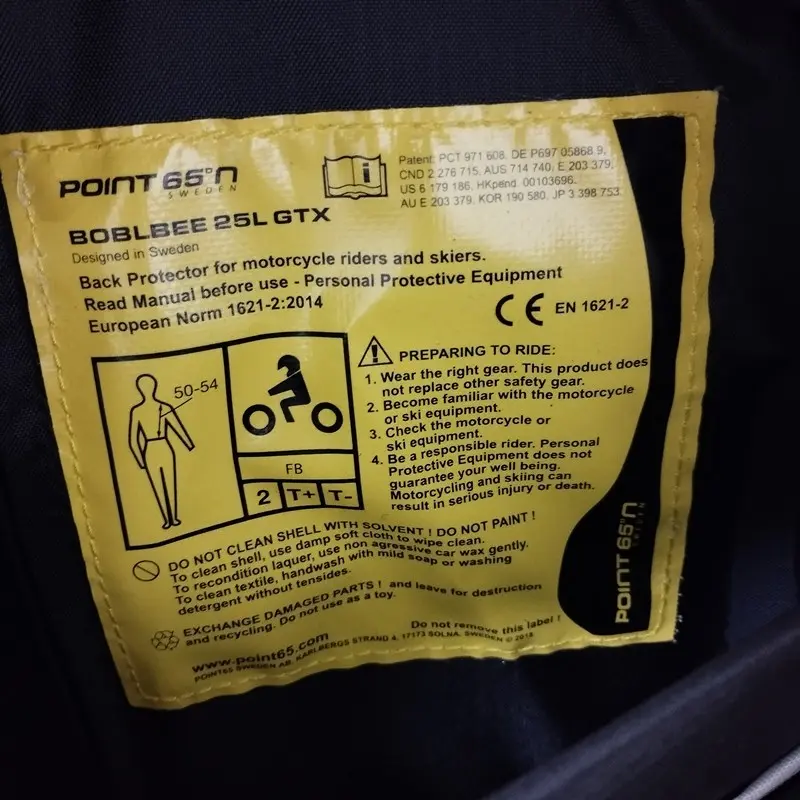 POINT 65°N
SWEDEN
Patent: PCT 971 608, DE P697 05868.9,
CND 2 276 715, AUS 714 740, E 203 379,
US 6 179 186, HKpend. 00103696,
AU E 203 379, KOR 190 580, JP 3 398 753
BOBLBEE 25L GTX
Designed in Sweden
Back Protector for motorcycle riders and skiers.
Read Manual before use - Personal Protective Equipment
European Norm 1621-2:2014
CE EN 1621-2
50-54
FB
2 T+ T-
PREPARING TO RIDE:
1. Wear the right gear. This product does
not replace other safety gear.
2. Become familiar with the motorcycle
or ski equipment.
3. Check the motorcycle or
ski equipment.
4. Be a responsible rider. Personal
Protective Equipment does not
guarantee your well being.
Motorcycling and skiing can
result in serious injury or death.
DO NOT CLEAN SHELL WITH SOLVENT ! DO NOT PAINT !
To clean shell, use damp soft cloth to wipe clean.
To recondition laquer, use non agressive car wax gently.
To clean textile, handwash with mild soap or washing
detergent without tensides.
EXCHANGE DAMAGED PARTS ! and leave for destruction
and recycling. Do not use as a toy.
Do not remove this label !
www.point65.com
POINT65 SWEDEN AB, KARLBERGS STRAND 4, 17173 SOLNA, SWEDEN © 2018
POINT 65°N
SWEDEN